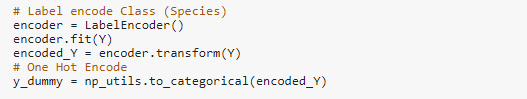 # Label encode Class (Species)
encoder = LabelEncoder()
encoder.fit(Y)
encoded_Y = encoder.transform(Y)
# One Hot Encode
y_dummy = np_utils.to_categorical(encoded_Y)